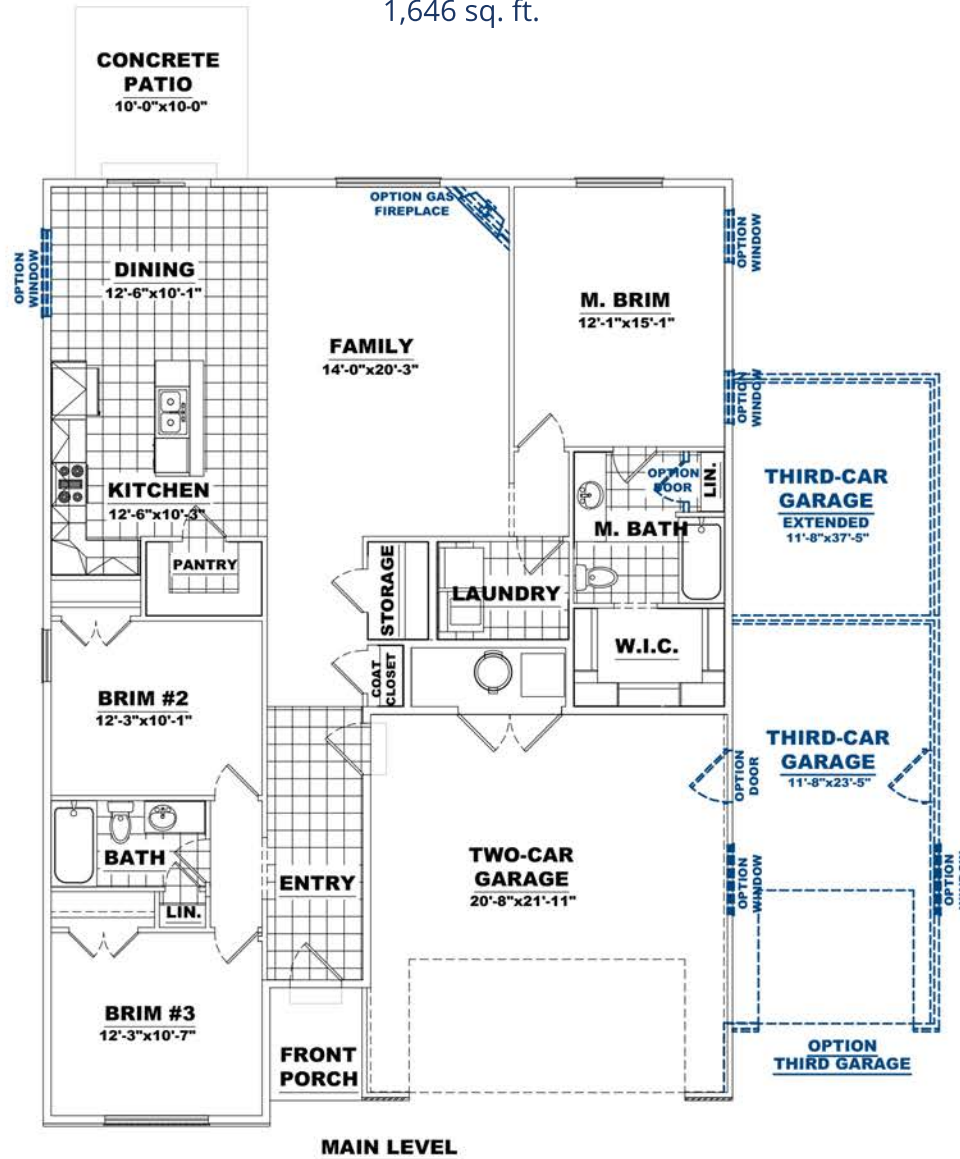 1,646 sq. ft.
CONCRETE
PATIO
10'-0"x10-0"
OPTION GAS
FIREPLACE
OPTION
WINDOW
DINING
12'-6"x10'-1"
FAMILY
14'-0"x20'-3"
M. BRIM
12'-1"x15'-1"
OPTION
WINDOW
OPTION
WINDOW
KITCHEN
12'-6"x10'-3"
PANTRY
STORAGE
LAUNDRY
OPTION
DOOR
LIN.
M. BATH
W.I.C.
COAT
CLOSET
THIRD-CAR
GARAGE
EXTENDED
11'-8"x37'-5"
BRIM #2
12'-3"x10'-1"
THIRD-CAR
GARAGE
11'-8"x23'-5"
OPTION
DOOR
BATH
LIN.
ENTRY
TWO-CAR
GARAGE
20'-8"x21'-11"
OPTION
WINDOW
OPTION
BRIM #3
12'-3"x10'-7"
FRONT
PORCH
OPTION
THIRD GARAGE
MAIN LEVEL